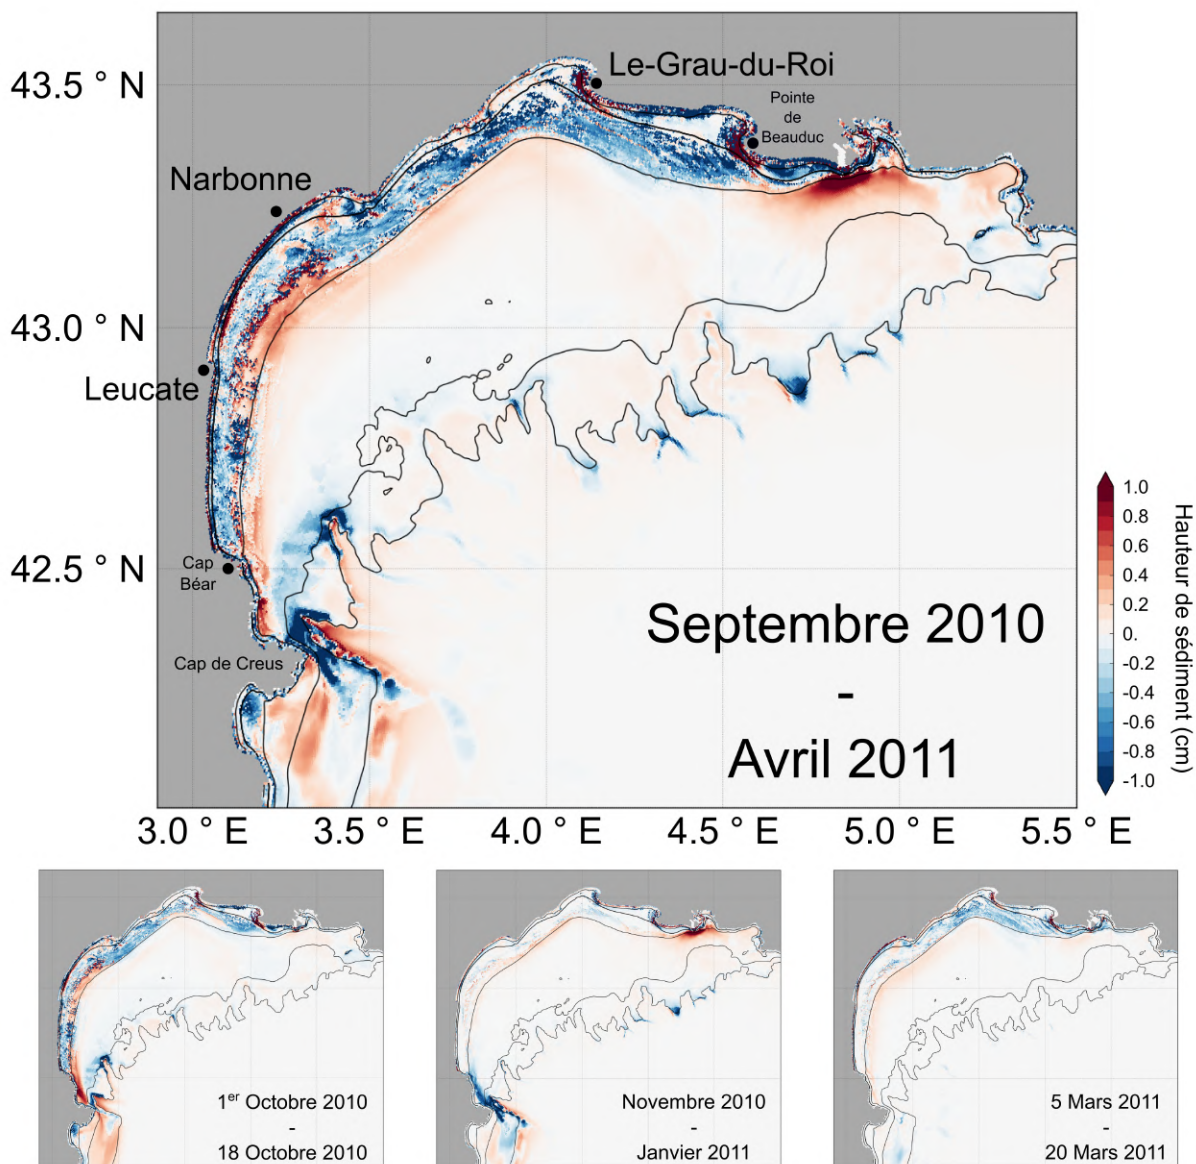 43.5 ° N
Le-Grau-du-Roi
Pointe
de
Beauduc
Narbonne
43.0 ° N
Leucate
42.5 ° N
Cap
Béar
Cap de Creus
Septembre 2010
-
Avril 2011
1.0
0.8
0.6
0.4
0.2
0.
-0.2
-0.4
-0.6
-0.8
-1.0
Hauteur de sédiment (cm)
3.0 ° E 3.5 ° E 4.0 ° E 4.5 ° E 5.0 ° E 5.5 ° E
1er Octobre 2010
-
18 Octobre 2010
Novembre 2010
-
Janvier 2011
5 Mars 2011
-
20 Mars 2011